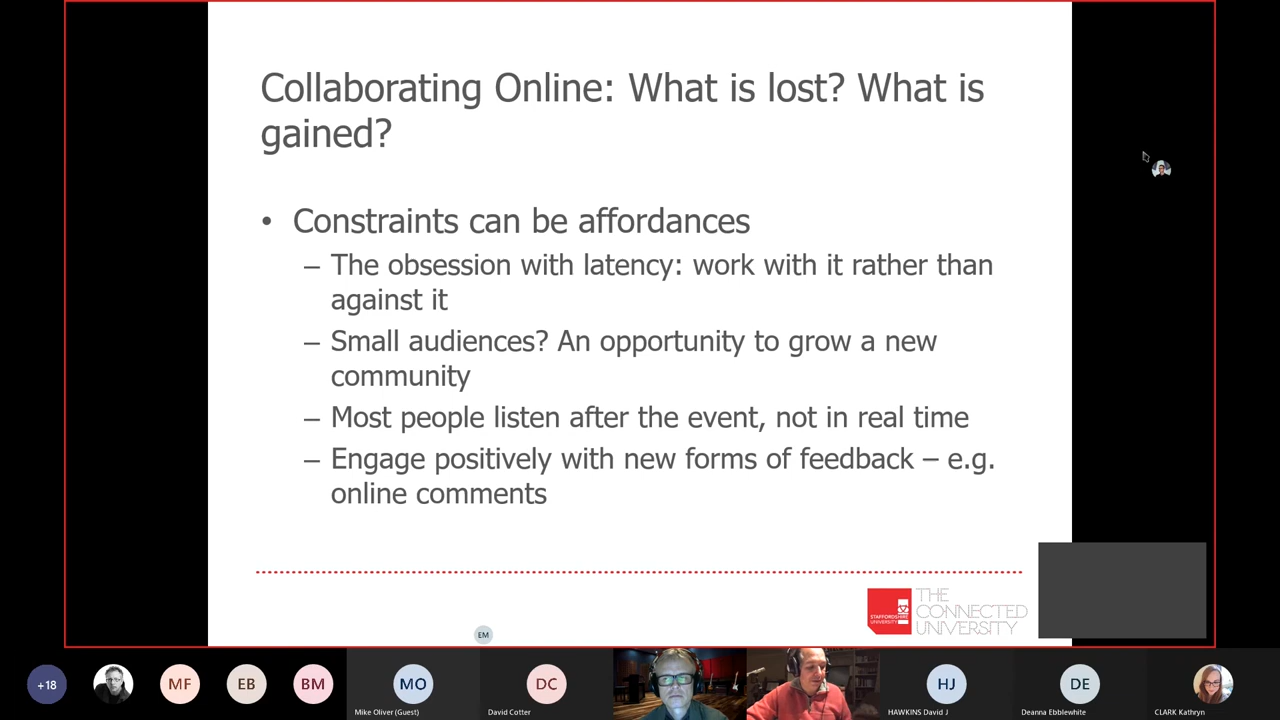 Collaborating Online: What is lost? What is
gained?
• Constraints can be affordances
– The obsession with latency: work with it rather than
against it
– Small audiences? An opportunity to grow a new
community
– Most people listen after the event, not in real time
– Engage positively with new forms of feedback – e.g.
online comments
STAFFORDSHIRE
UNIVERSITY
THE
CONNECTED
UNIVERSITY
EM
+18
MF
EB
BM
MO
DC
HJ
DE
Mike Oliver (Guest)
David Cotter
HAWKINS David J
Deanna Ebblewhite
CLARK Kathryn